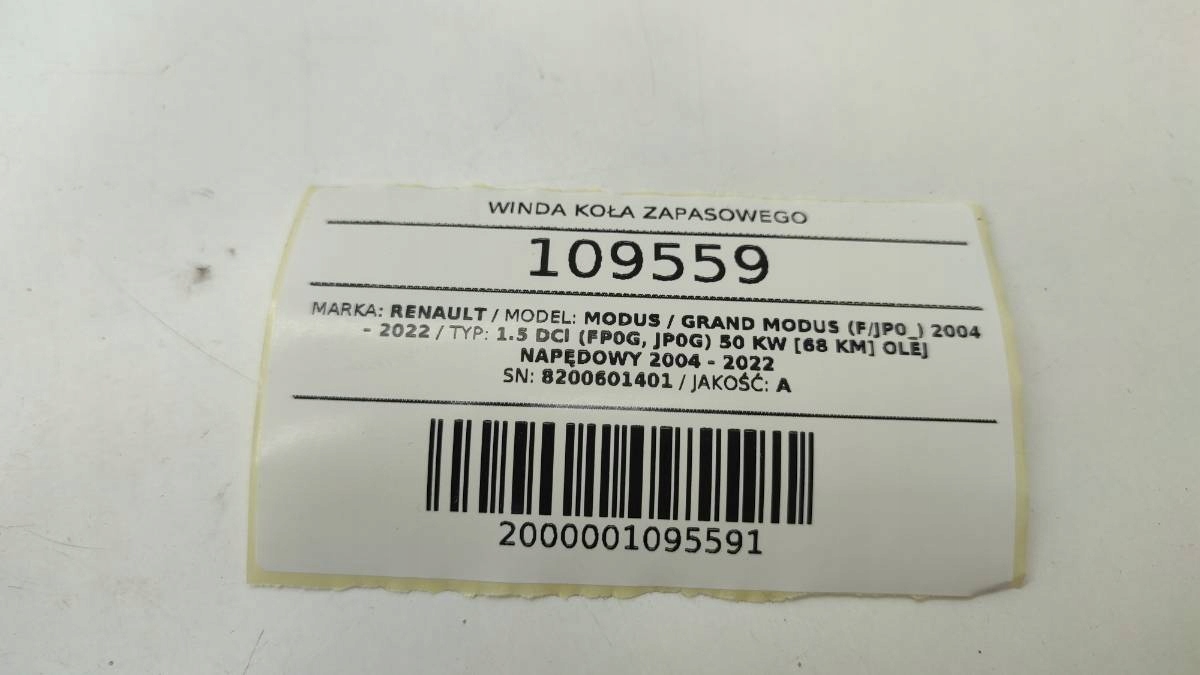 WINDA KOŁA ZAPASOWEGO
109559
MARKA: RENAULT / MODEL: MODUS / GRAND MODUS (F/JP0_) 2004
- 2022 / TYP: 1.5 DCI (FP0G, JP0G) 50 KW [68 KM] OLEJ
NAPĘDOWY 2004 - 2022
SN: 8200601401 / JAKOŚĆ: A
2000001095591